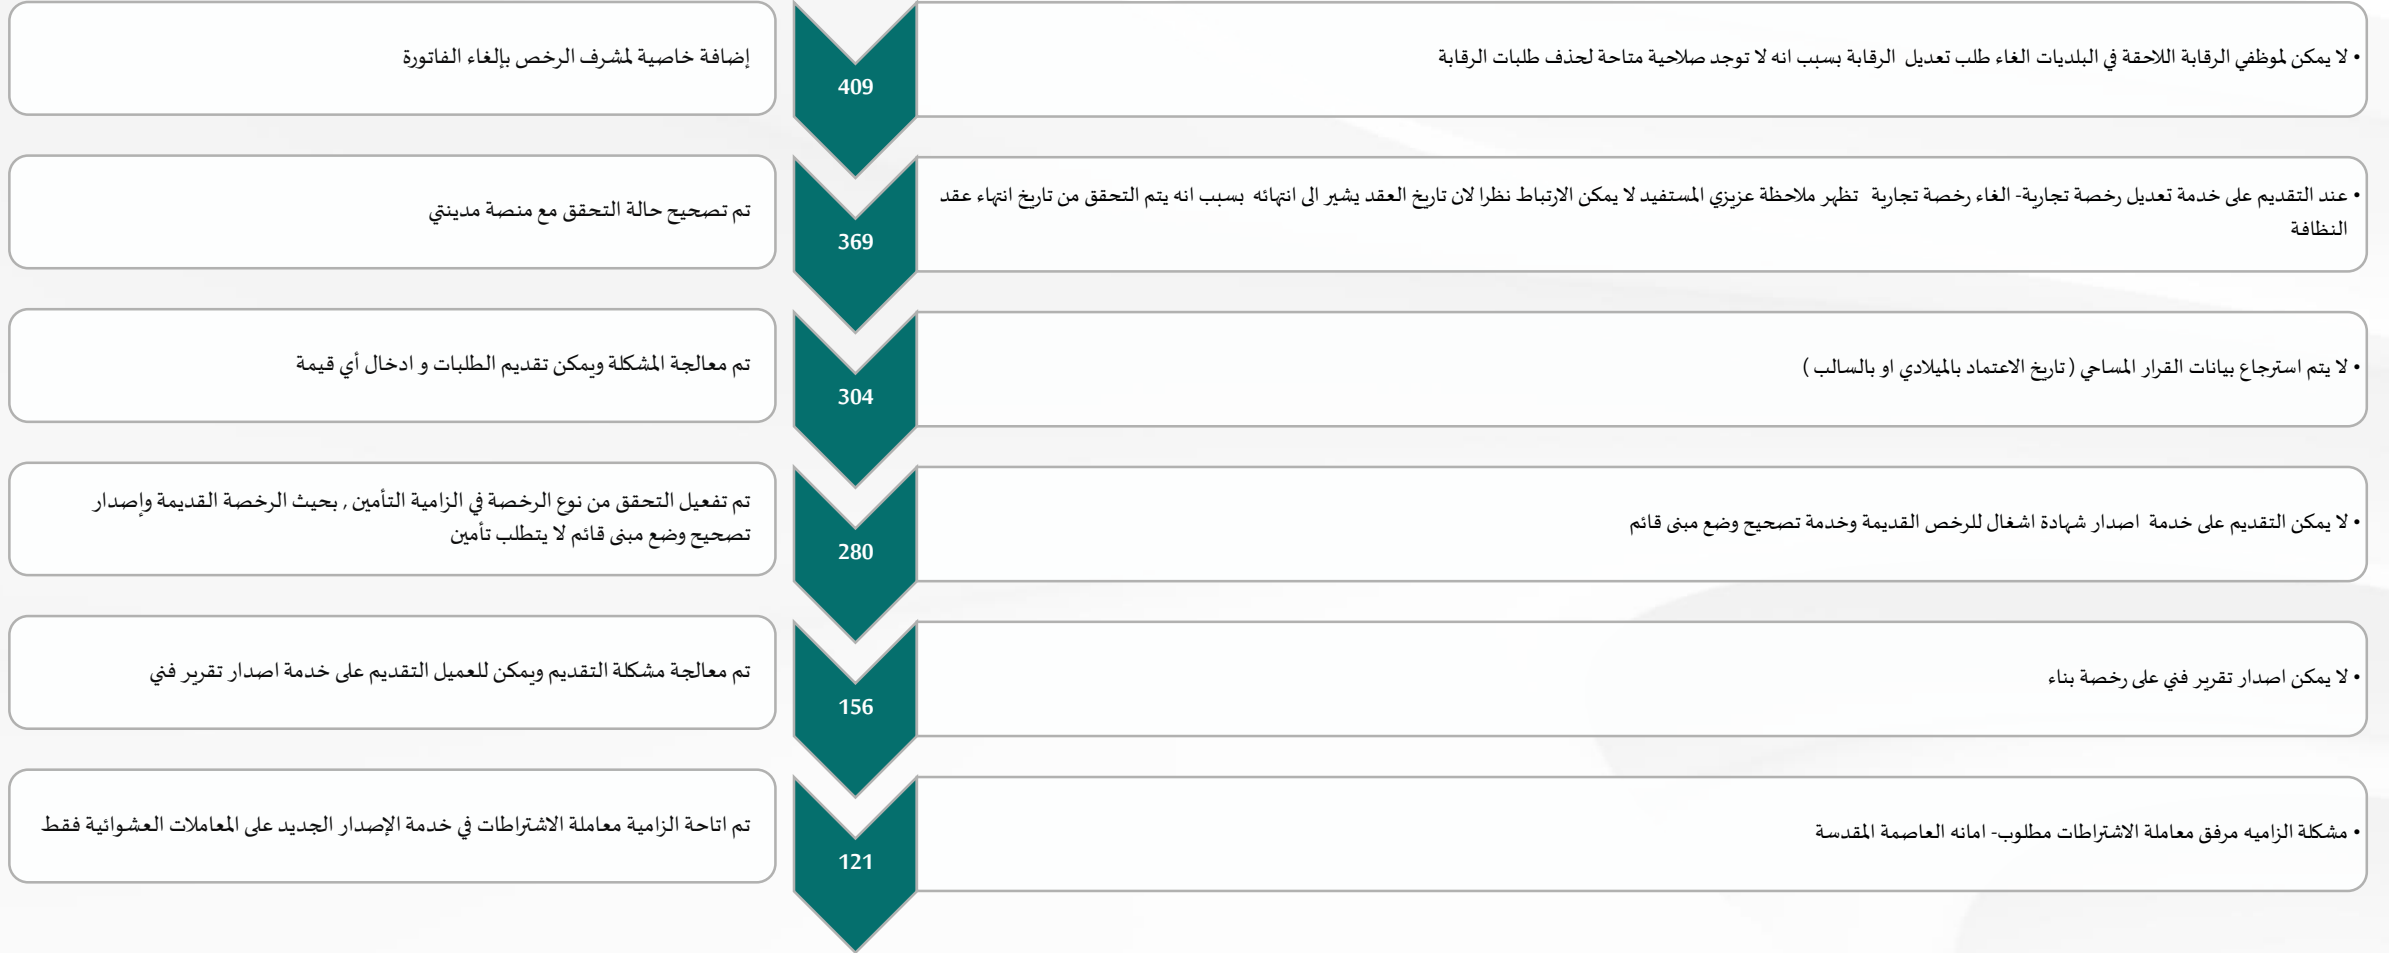 • لا يمكن لموظفي الرقابة اللاحقة في البلديات الغاء طلب تعديل الرقابة بسبب انه لا توجد صلاحية متاحة لحذف طلبات الرقابة
409
إضافة خاصية لمشرف الرخص بإلغاء الفاتورة
• عند التقديم على خدمة تعديل رخصة تجارية- الغاء رخصة تجارية تظهر ملاحظة عزيزي المستفيد لا يمكن الارتباط نظرا لان تاريخ العقد يشير الى انتهائه بسبب انه يتم التحقق من تاريخ انتهاء عقد
النظافة
369
تم تصحيح حالة التحقق مع منصة مدينتي
• لا يتم استرجاع بيانات القرار المساحي ( تاريخ الاعتماد بالميلادي او بالسالب )
304
تم معالجة المشكلة ويمكن تقديم الطلبات و ادخال أي قيمة
• لا يمكن التقديم على خدمة اصدار شهادة اشغال للرخص القديمة وخدمة تصحيح وضع مبنى قائم
280
تم تفعيل التحقق من نوع الرخصة في الزامية التأمين , بحيث الرخصة القديمة وإصدار
تصحيح وضع مبنى قائم لا يتطلب تأمين
• لا يمكن اصدار تقرير فني على رخصة بناء
156
تم معالجة مشكلة التقديم ويمكن للعميل التقديم على خدمة اصدار تقرير فني
• مشكلة الزاميه مرفق معاملة الاشتراطات مطلوب- امانه العاصمة المقدسة
121
تم اتاحة الزامية معاملة الاشتراطات في خدمة الإصدار الجديد على المعاملات العشوائية فقط